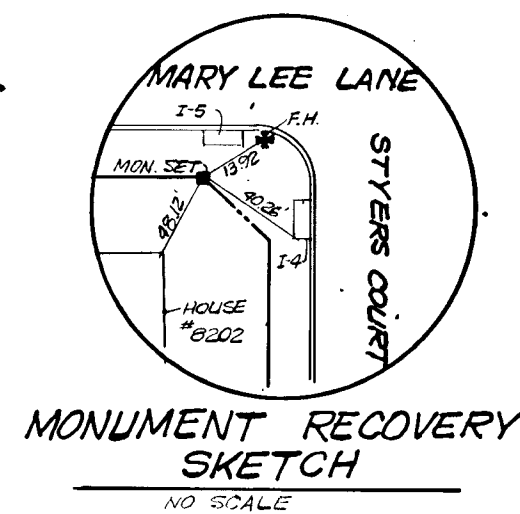 MARY LEE LANE
I-5
F.H.
MON. SET
13.92
40.26'
48.12'
I-4
STYERS COURT
HOUSE
#8202
MONUMENT RECOVERY
SKETCH
NO SCALE